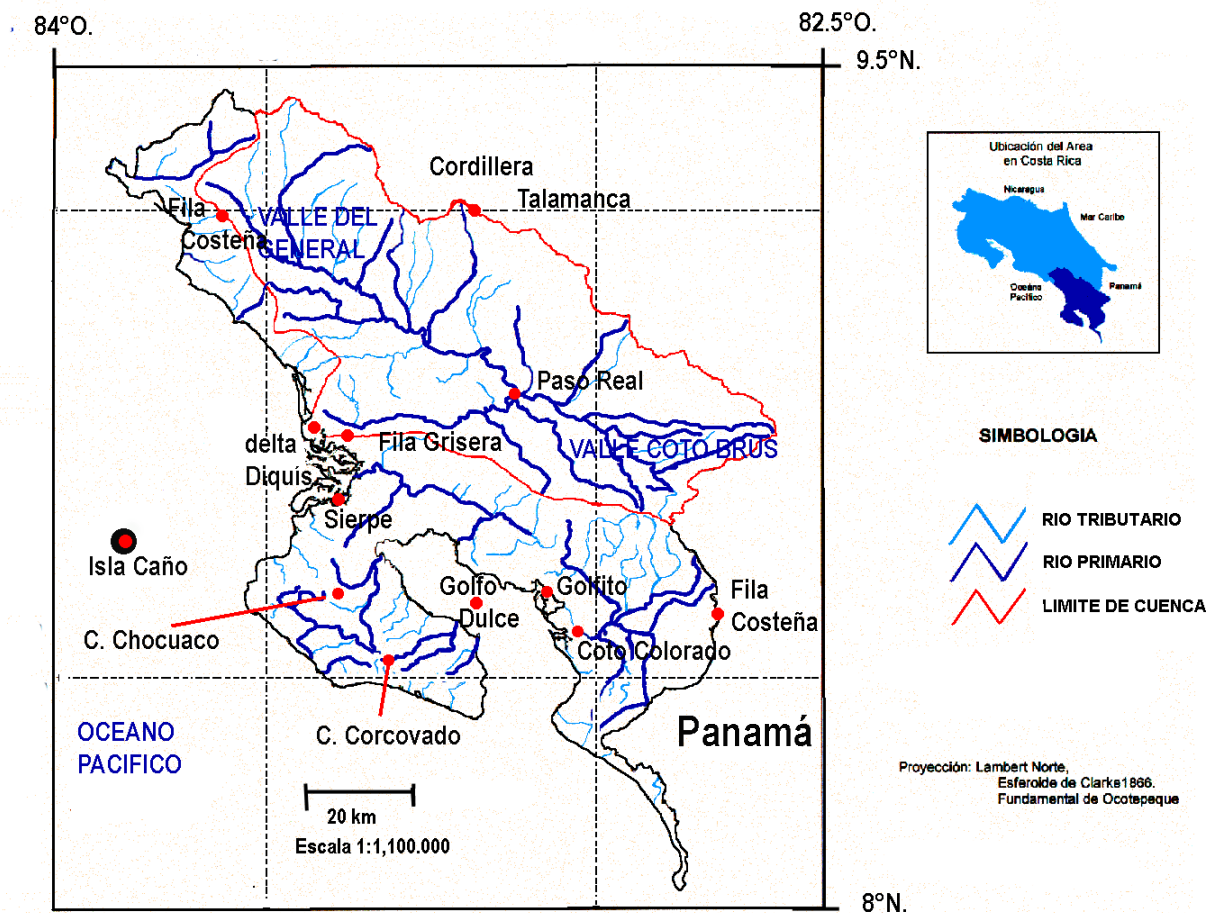 84°O.
82.5°O.
9.5°N.
Cordillera
Talamanca
Fila
Costeña
VALLE DEL
GENERAL
Paso Real
delta
Diquís
Fila Grisera
VALLE COTO BRUS
Sierpe
Isla Caño
Golfo
Dulce
Golfito
Fila
Costeña
C. Chocuaco
Coto Colorado
C. Corcovado
OCEANO
PACIFICO
Panamá
20 km
Escala 1:1,100.000
8°N.
Ubicación del Area
en Costa Rica
Nicaragua
Mar Caribe
Oceáno
Pacífico
Panamá
SIMBOLOGIA
RIO TRIBUTARIO
RIO PRIMARIO
LIMITE DE CUENCA
Proyección: Lambert Norte,
Esferoide de Clarke1866.
Fundamental de Ocotepeque